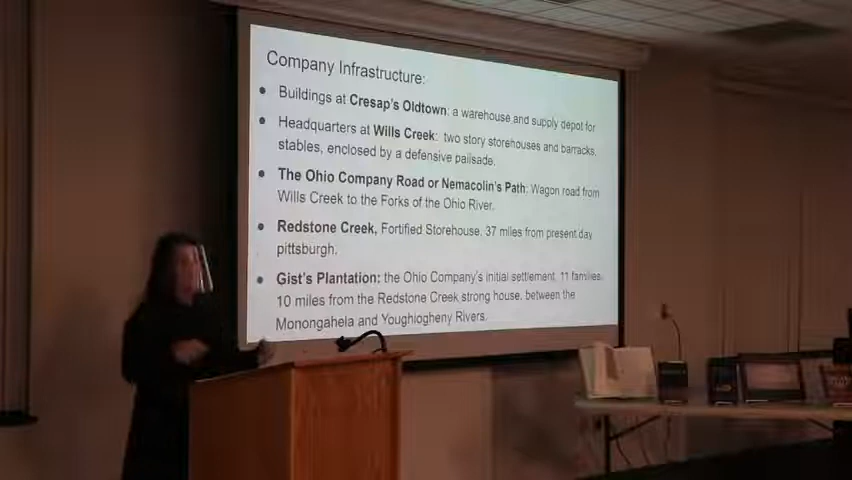 Company Infrastructure:
• Buildings at Cresap's Oldtown: a warehouse and supply depot for
• Headquarters at Wills Creek: two story storehouses and barracks,
stables, enclosed by a defensive palisade.
• The Ohio Company Road or Nemacolin's Path: Wagon road from
Wills Creek to the Forks of the Ohio River.
• Redstone Creek, Fortified Storehouse, 37 miles from present day
pittsburgh.
• Gist's Plantation: the Ohio Company's initial settlement, 11 families,
10 miles from the Redstone Creek strong house, between the
Monongahela and Youghiogheny Rivers.